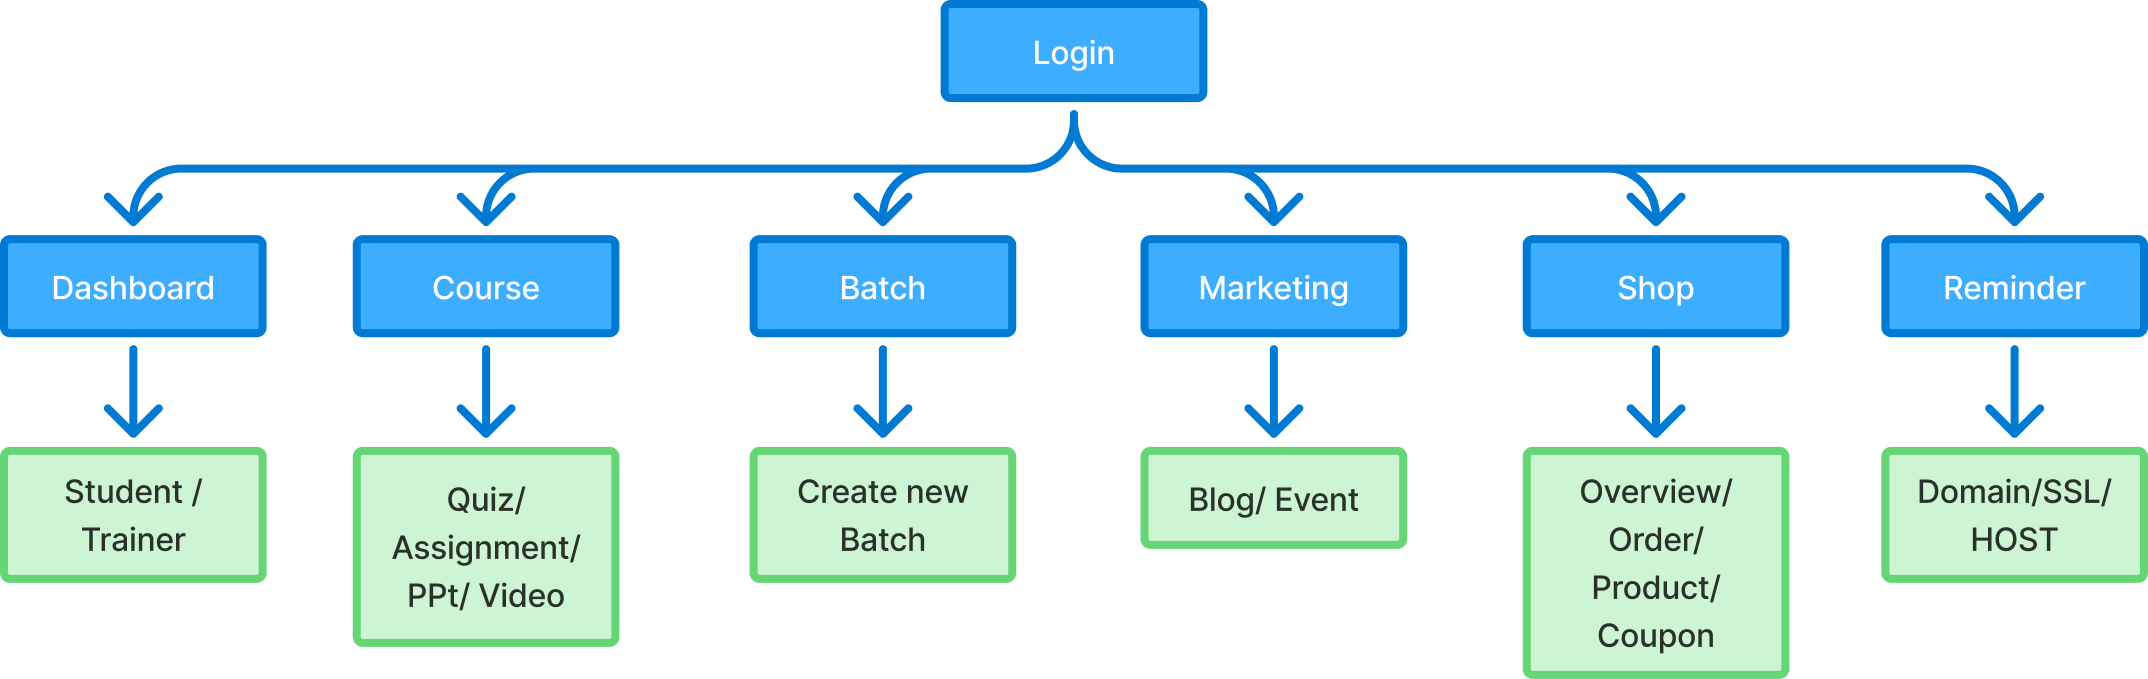 Login
Dashboard
Course
Batch
Marketing
Shop
Reminder
Student /
Trainer
Quiz/
Assignment/
PPt/ Video
Create new
Batch
Blog/ Event
Overview/
Order/
Product/
Coupon
Domain/SSL/
HOST